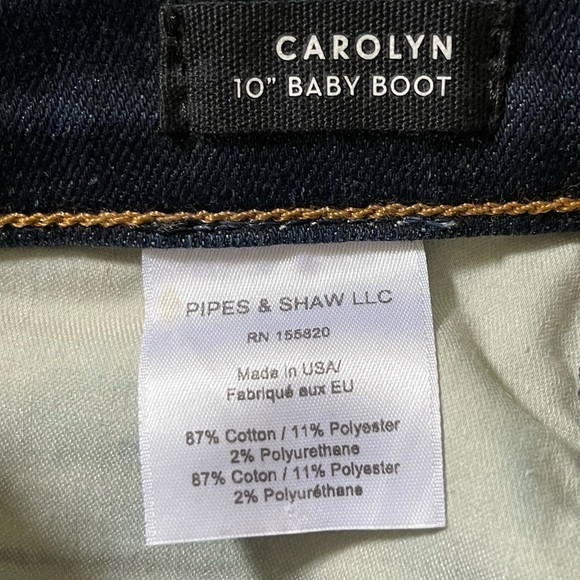 CAROLYN
10" BABY BOOT
PIPES & SHAW LLC
RN 155820
Made in USA/
Fabriqué aux EU
87% Cotton / 11% Polyester
2% Polyurethane
87% Coton / 11% Polyester
2% Polyuréthane